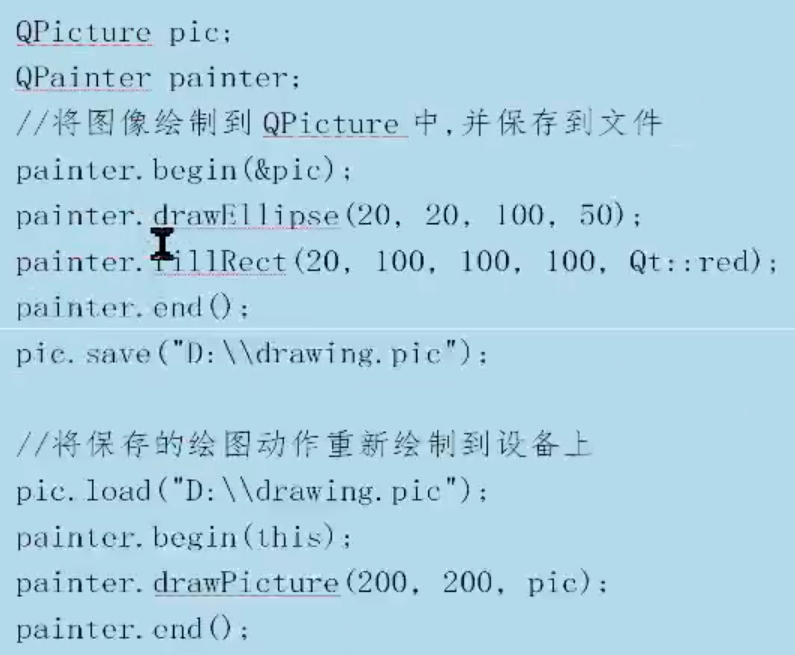 QPicture pic;
QPainter painter;
//将图像绘制到 QPicture 中,并保存到文件
painter.begin(&pic);
painter.drawEllipse(20, 20, 100, 50);
painter.fillRect(20, 100, 100, 100, Qt::red);
painter.end();
pic.save("D:\\drawing.pic");
//将保存的绘图动作重新绘制到设备上
pic.load("D:\\drawing.pic");
painter.begin(this);
painter.drawPicture(200, 200, pic);
painter.end();